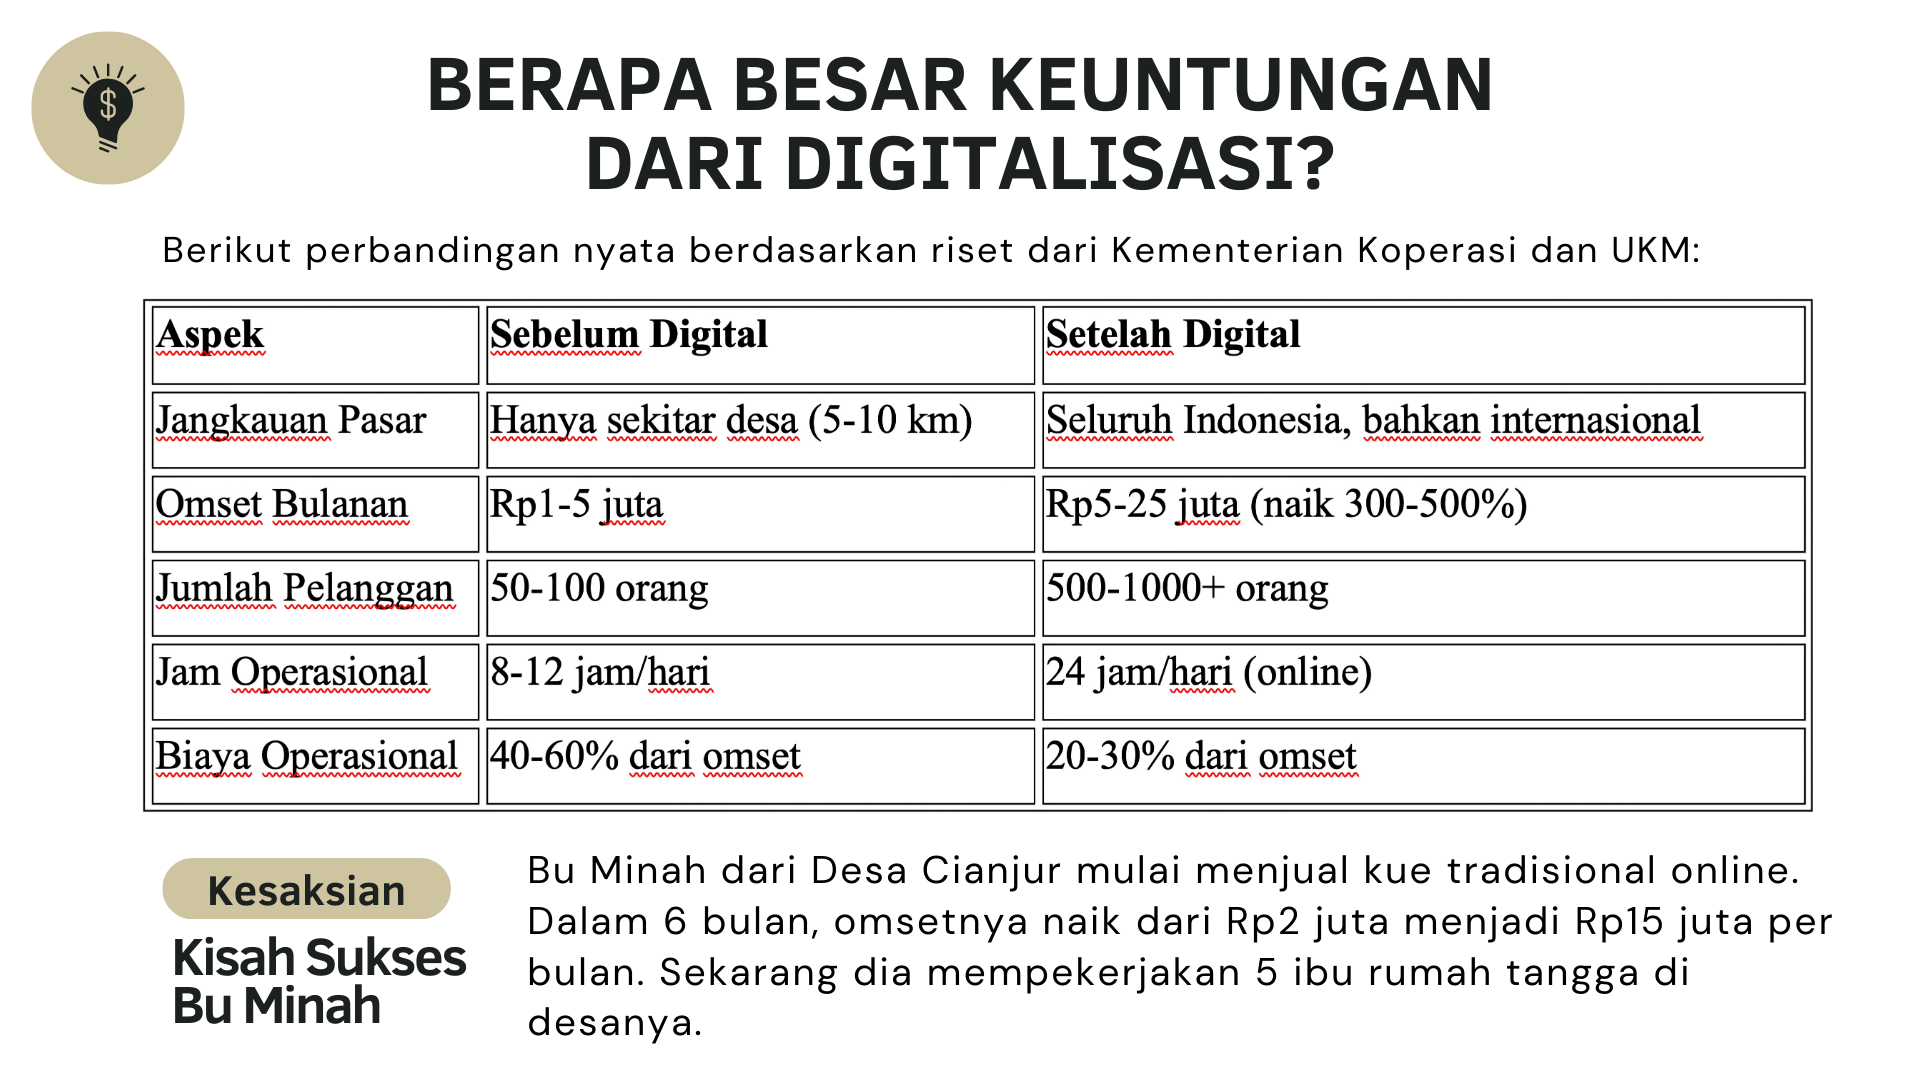 $
BERAPA BESAR KEUNTUNGAN
DARI DIGITALISASI?
Berikut perbandingan nyata berdasarkan riset dari Kementerian Koperasi dan UKM:
Aspek Sebelum Digital Setelah Digital
Jangkauan Pasar Hanya sekitar desa (5-10 km) Seluruh Indonesia, bahkan internasional
Omset Bulanan Rp1-5 juta Rp5-25 juta (naik 300-500%)
Jumlah Pelanggan 50-100 orang 500-1000+ orang
Jam Operasional 8-12 jam/hari 24 jam/hari (online)
Biaya Operasional 40-60% dari omset 20-30% dari omset
Kesaksian
Kisah Sukses
Bu Minah
Bu Minah dari Desa Cianjur mulai menjual kue tradisional online.
Dalam 6 bulan, omsetnya naik dari Rp2 juta menjadi Rp15 juta per
bulan. Sekarang dia mempekerjakan 5 ibu rumah tangga di
desanya.